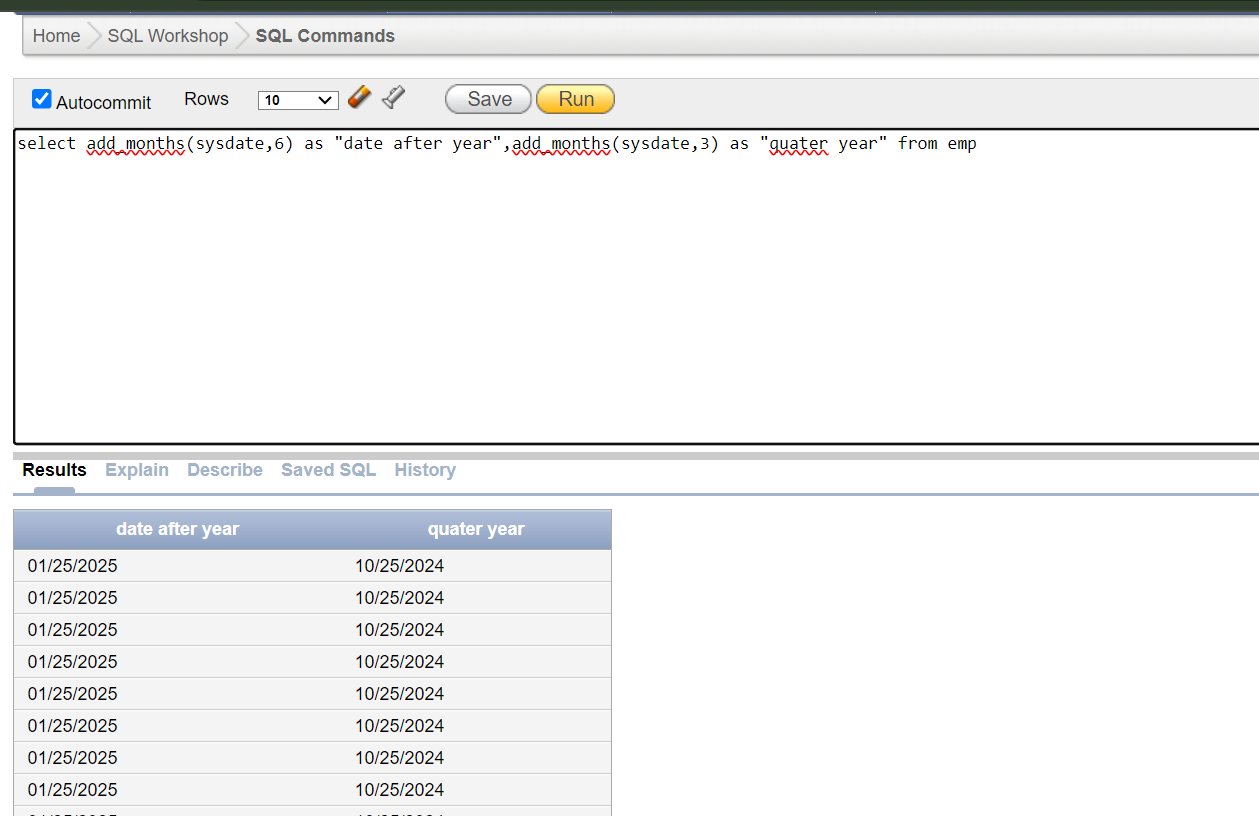 Home SQL Workshop SQL Commands
Autocommit Rows 10 Save Run
select add_months(sysdate,6) as "date after year",add_months(sysdate,3) as "quater year" from emp
Results Explain Describe Saved SQL History
date after year quater year
01/25/2025 10/25/2024
01/25/2025 10/25/2024
01/25/2025 10/25/2024
01/25/2025 10/25/2024
01/25/2025 10/25/2024
01/25/2025 10/25/2024
01/25/2025 10/25/2024
01/25/2025 10/25/2024